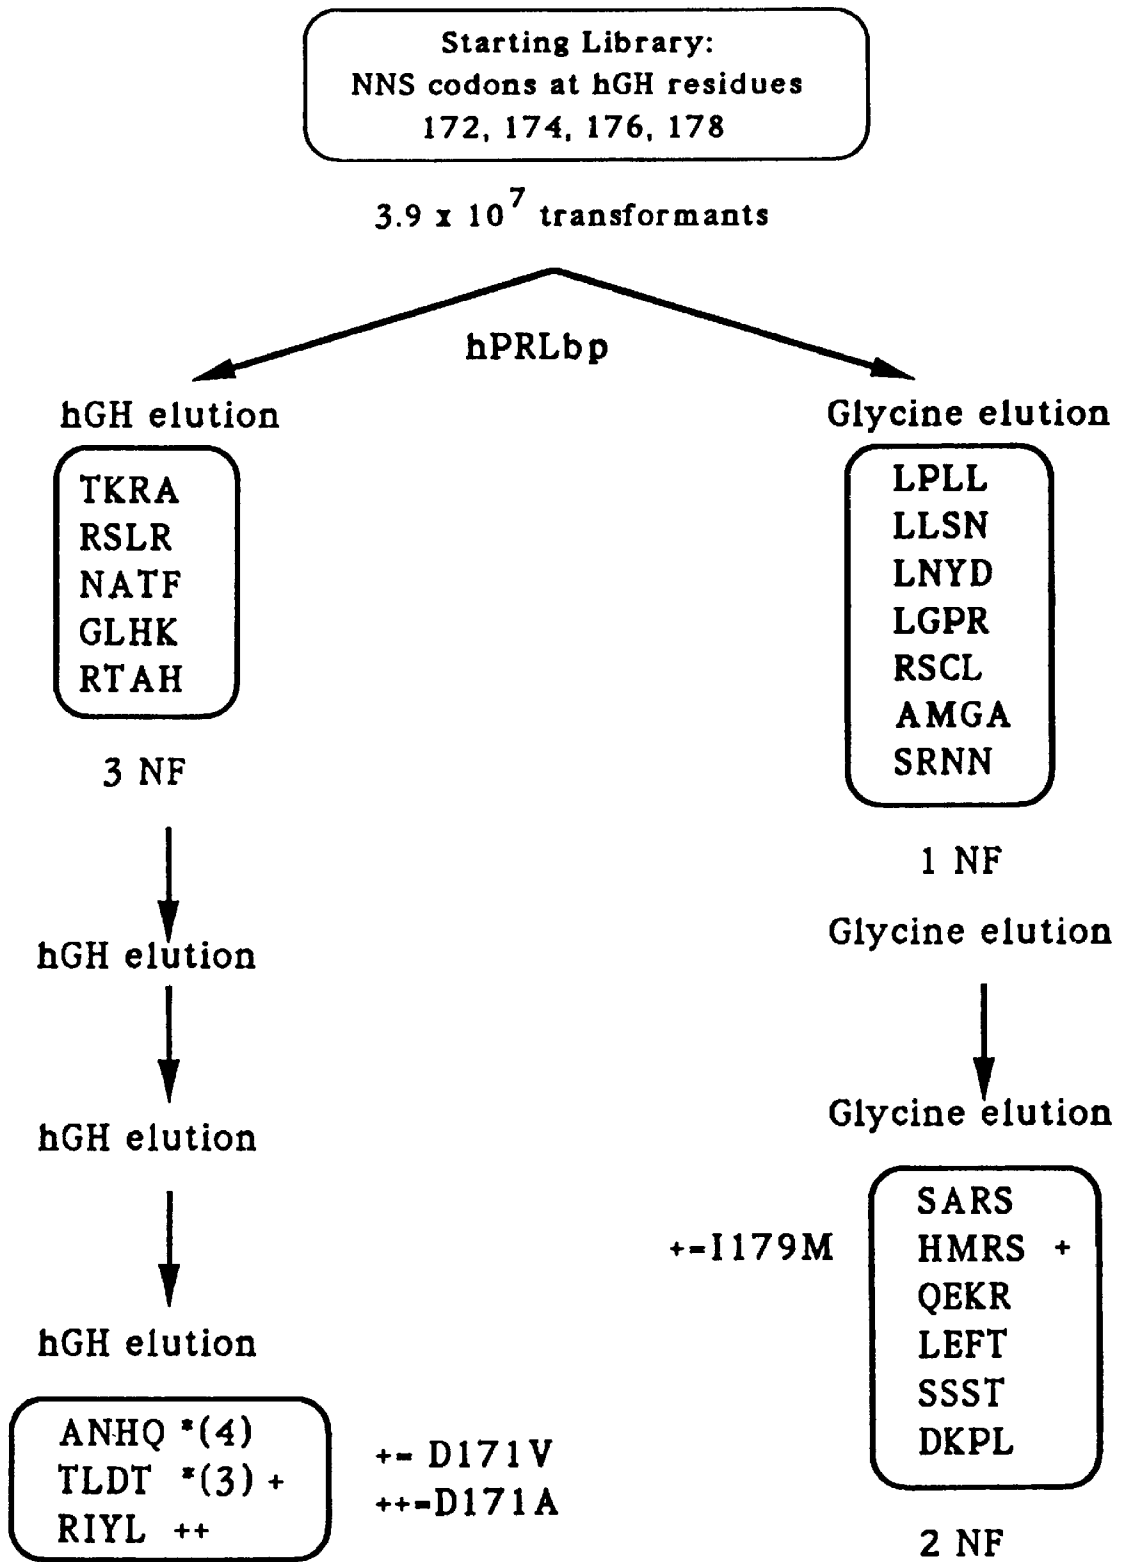 Starting Library:
NNS codons at hGH residues
172, 174, 176, 178
3.9 x 10^7 transformants
hPRLbp
hGH elution
TKRA
RSLR
NATF
GLHK
RTAH
3 NF
hGH elution
hGH elution
hGH elution
ANHQ *(4)
TLDT *(3) +
RIYL ++
+= D171V
++=D171A
Glycine elution
LPLL
LLSN
LNYD
LGPR
RSCL
AMGA
SRNN
1 NF
Glycine elution
Glycine elution
+=I179M
SARS
HMRS +
QEKR
LEFT
SSST
DKPL
2 NF